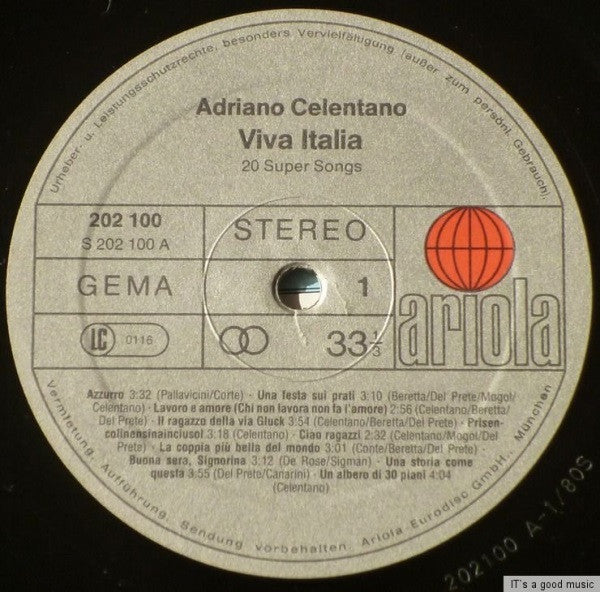 Urheber- u. Leistungsschutzrechte, besonders Vervielfältigung (außer zum persönl. Gebrauch),
Adriano Celentano
Viva Italia
20 Super Songs
202 100
S 202 100 A
STEREO
GEMA
1
LC 0116
33 1/3
ariola
Azzurro 3:32 (Pallavicini/Corte) · Una festa sui prati 3:10 (Beretta/Del Prete/Mogol/
Celentano) · Lavoro e amore (Chi non lavora non fa l'amore) 2:56 (Celentano/Beretta/
Del Prete) · Il ragazzo della via Gluck 3:54 (Celentano/Beretta/Del Prete) · Prisen-
colinensinainciusol 3:18 (Celentano) · Ciao ragazzi 2:32 (Celentano/Mogol/Del
Prete) · La coppia più bella del mondo 3:01 (Conte/Beretta/Del Prete)
Buona sera, Signorina 3:12 (De Rose/Sigman) · Una storia come
questa 3:55 (Del Prete/Canarini) · Un albero di 30 piaei 4:04
(Celentano)
Vermietung, Aufführung, Sendung vorbehalten. Ariola Eurodisc GmbH., München
202100 A-1/80S
IT`s a good music